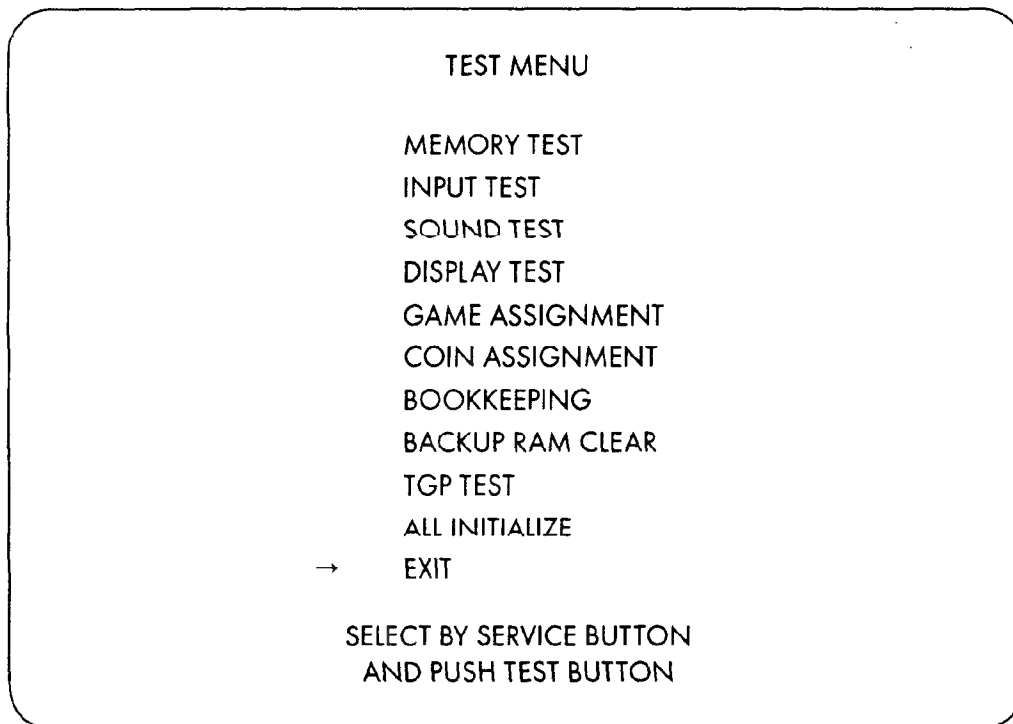 TEST MENU
MEMORY TEST
INPUT TEST
SOUND TEST
DISPLAY TEST
GAME ASSIGNMENT
COIN ASSIGNMENT
BOOKKEEPING
BACKUP RAM CLEAR
TGP TEST
ALL INITIALIZE
→ EXIT
SELECT BY SERVICE BUTTON
AND PUSH TEST BUTTON